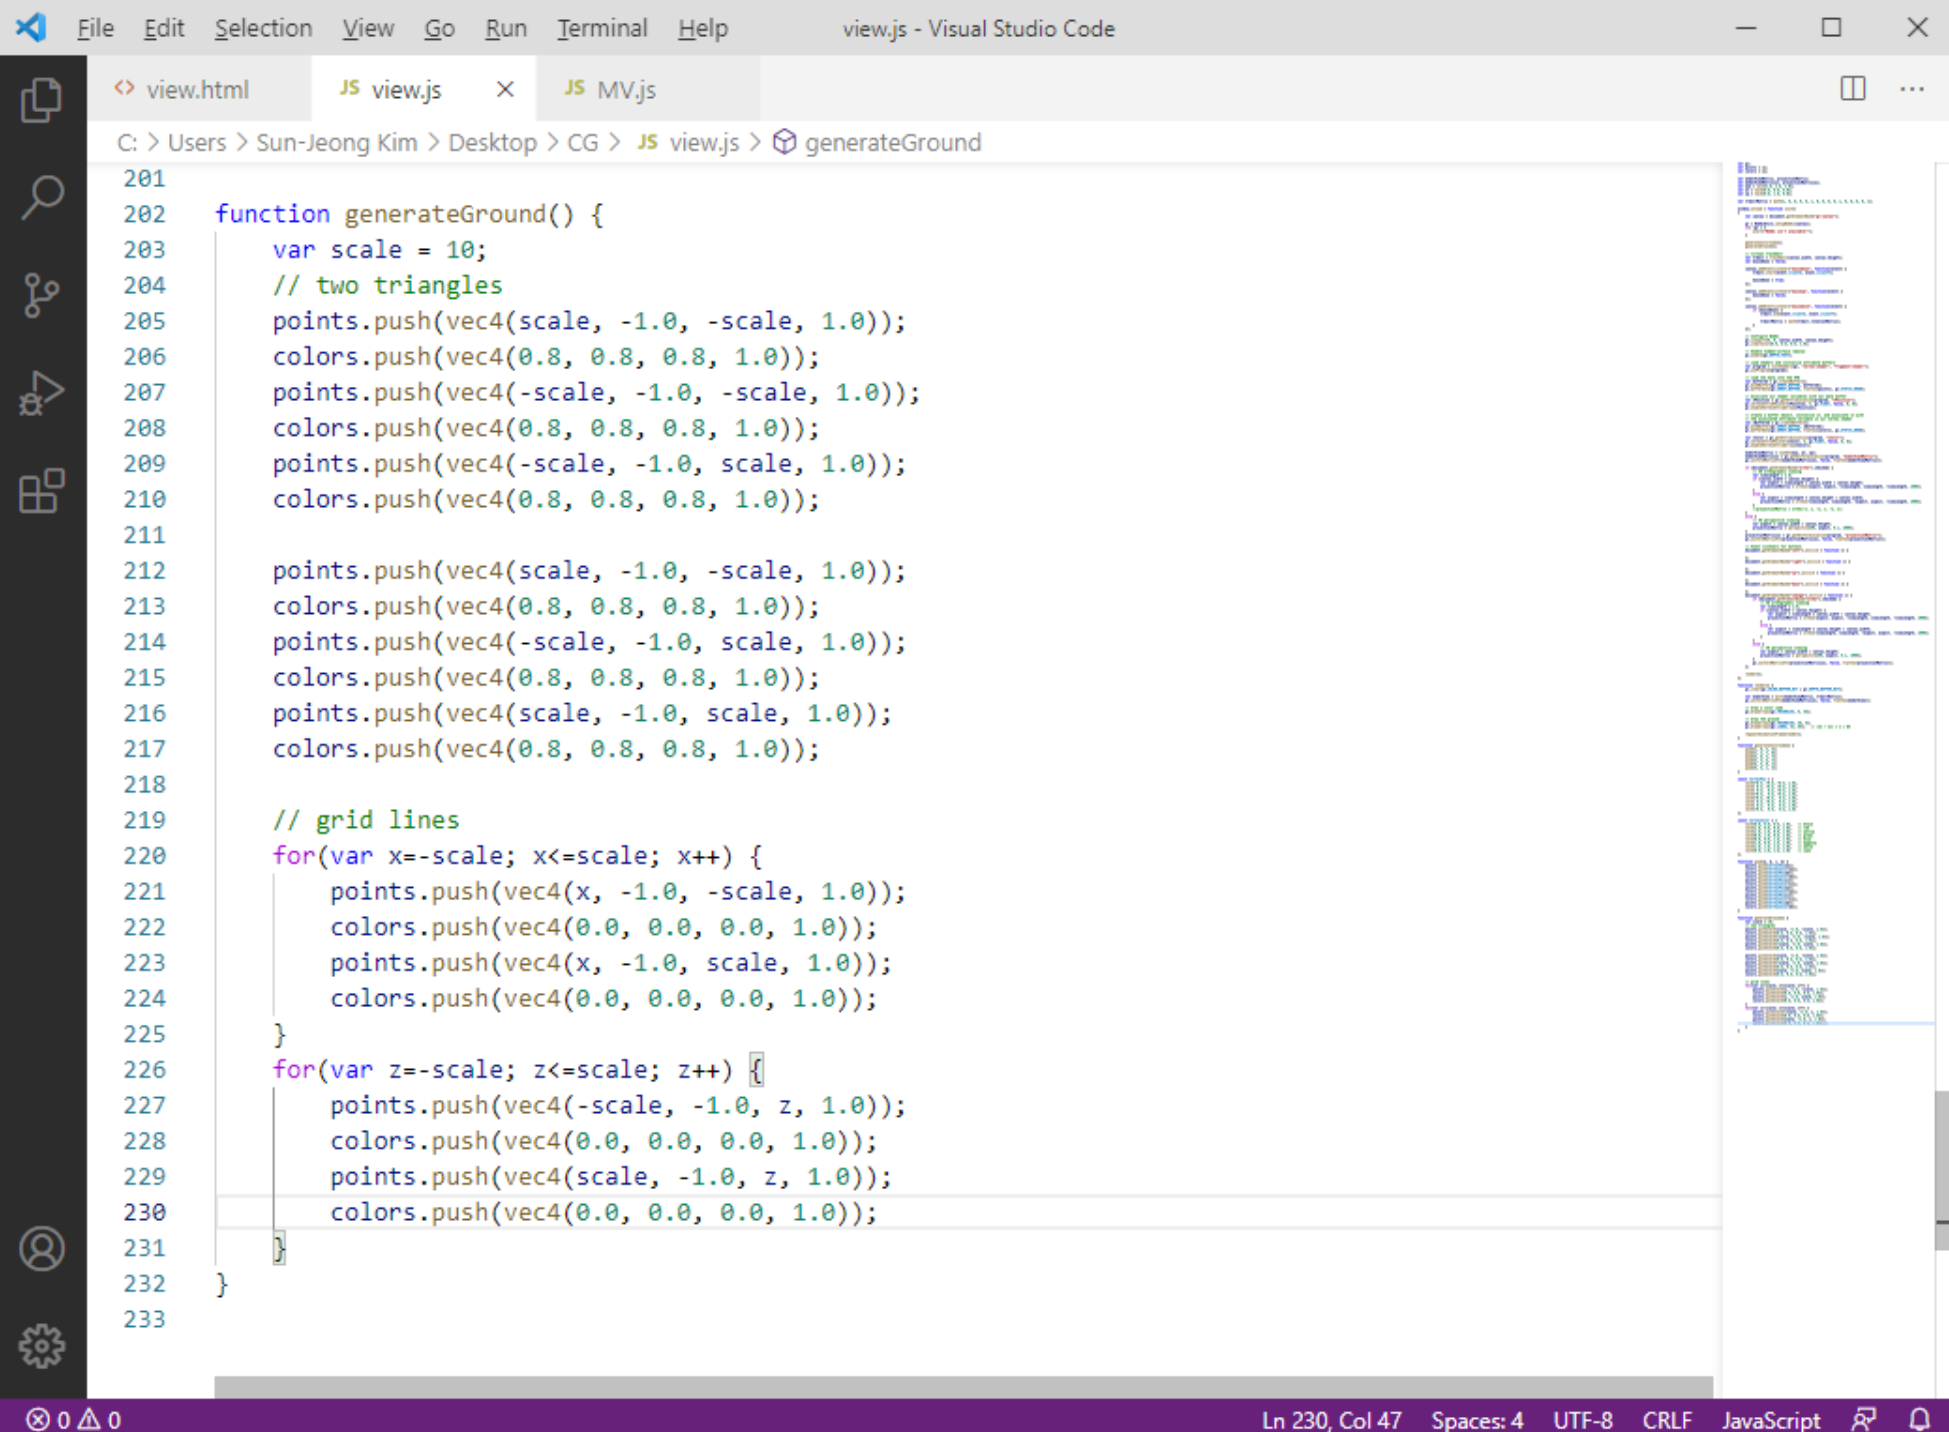 File Edit Selection View Go Run Terminal Help view.js - Visual Studio Code
<> view.html JS view.js × JS MV.js ...
C: > Users > Sun-Jeong Kim > Desktop > CG > JS view.js > generateGround
201
202 function generateGround() {
203     var scale = 10;
204     // two triangles
205     points.push(vec4(scale, -1.0, -scale, 1.0));
206     colors.push(vec4(0.8, 0.8, 0.8, 1.0));
207     points.push(vec4(-scale, -1.0, -scale, 1.0));
208     colors.push(vec4(0.8, 0.8, 0.8, 1.0));
209     points.push(vec4(-scale, -1.0, scale, 1.0));
210     colors.push(vec4(0.8, 0.8, 0.8, 1.0));
211
212     points.push(vec4(scale, -1.0, -scale, 1.0));
213     colors.push(vec4(0.8, 0.8, 0.8, 1.0));
214     points.push(vec4(-scale, -1.0, scale, 1.0));
215     colors.push(vec4(0.8, 0.8, 0.8, 1.0));
216     points.push(vec4(scale, -1.0, scale, 1.0));
217     colors.push(vec4(0.8, 0.8, 0.8, 1.0));
218
219     // grid lines
220     for(var x=-scale; x<=scale; x++) {
221         points.push(vec4(x, -1.0, -scale, 1.0));
222         colors.push(vec4(0.0, 0.0, 0.0, 1.0));
223         points.push(vec4(x, -1.0, scale, 1.0));
224         colors.push(vec4(0.0, 0.0, 0.0, 1.0));
225     }
226     for(var z=-scale; z<=scale; z++) {
227         points.push(vec4(-scale, -1.0, z, 1.0));
228         colors.push(vec4(0.0, 0.0, 0.0, 1.0));
229         points.push(vec4(scale, -1.0, z, 1.0));
230         colors.push(vec4(0.0, 0.0, 0.0, 1.0));
231     }
232 }
233
0 0 Ln 230, Col 47 Spaces: 4 UTF-8 CRLF JavaScript